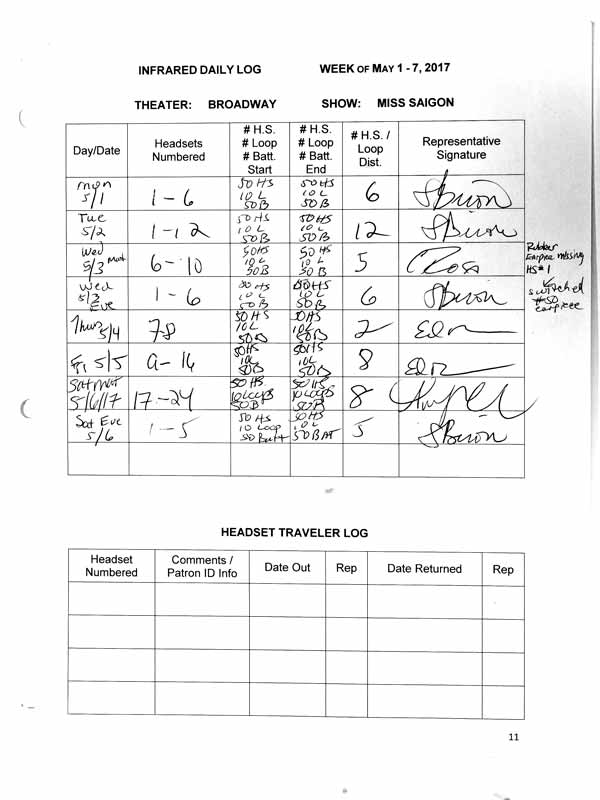 INFRARED DAILY LOG WEEK OF MAY 1 - 7, 2017
THEATER: BROADWAY SHOW: MISS SAIGON
Day/Date Headsets Numbered # H.S. # Loop # Batt. Start # H.S. # Loop # Batt. End # H.S. / Loop Dist. Representative Signature
Mon 5/1 1-6 50 HS 10 L 50 B 50 HS 10 L 50 B 6 S Biron
Tue 5/2 1-12 50 HS 10 L 50 B 50 HS 10 L 50 B 12 S Biron
Wed 5/3 Mat 6-10 50 HS 10 L 50 B 50 HS 10 L 50 B 5 C Ross
Rubber Earpiece missing HS#1
Wed 5/3 Eve 1-6 50 HS 10 L 50 B 50 HS 10 L 50 B 6 S Biron
switched #50 earpiece
Thurs 5/4 7-8 50 HS 10 L 50 B 50 HS 10 L 50 B 2
Fri 5/5 9-16 50 HS 10 L 50 B 50 HS 10 L 50 B 8
Sat Mat 5/6/17 17-24 50 HS 10 Loops 50 B 50 HS 10 Loops 50 B 8
Sat Eve 5/6 1-5 50 HS 10 Loop 50 Batt 50 HS 10 L 50 BAT 5 S Biron
HEADSET TRAVELER LOG
Headset Numbered Comments / Patron ID Info Date Out Rep Date Returned Rep
11